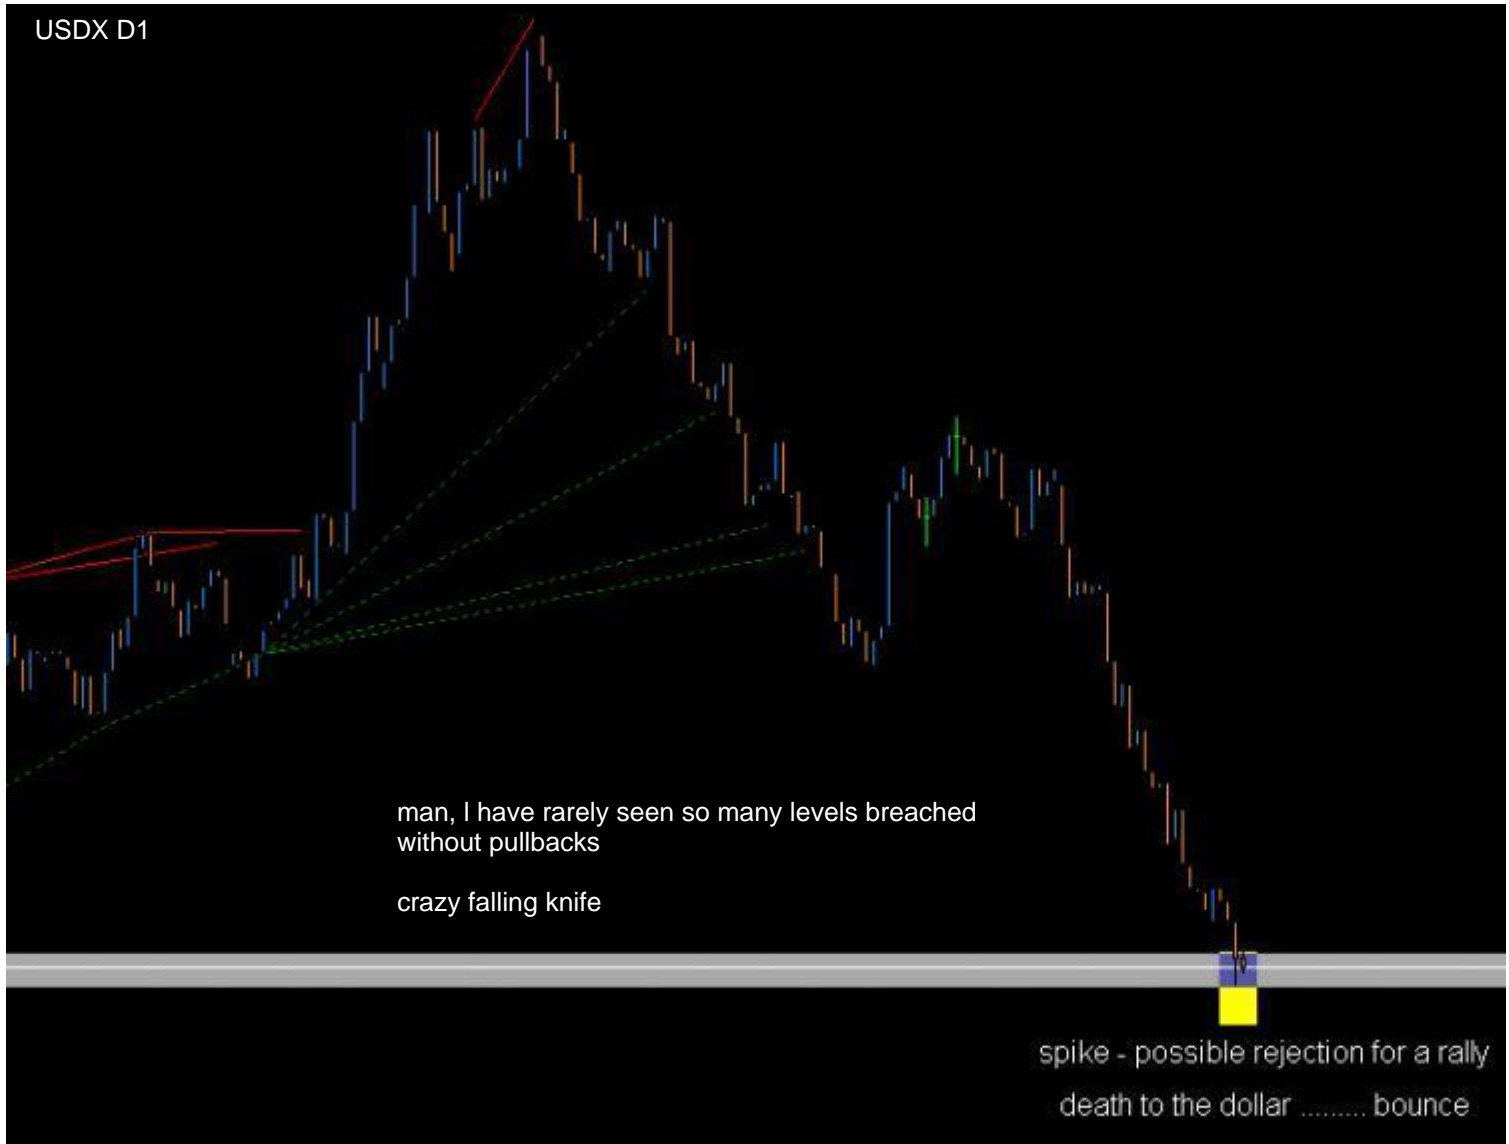 USDX D1
man, I have rarely seen so many levels breached
without pullbacks
crazy falling knife
spike - possible rejection for a rally
death to the dollar ......... bounce